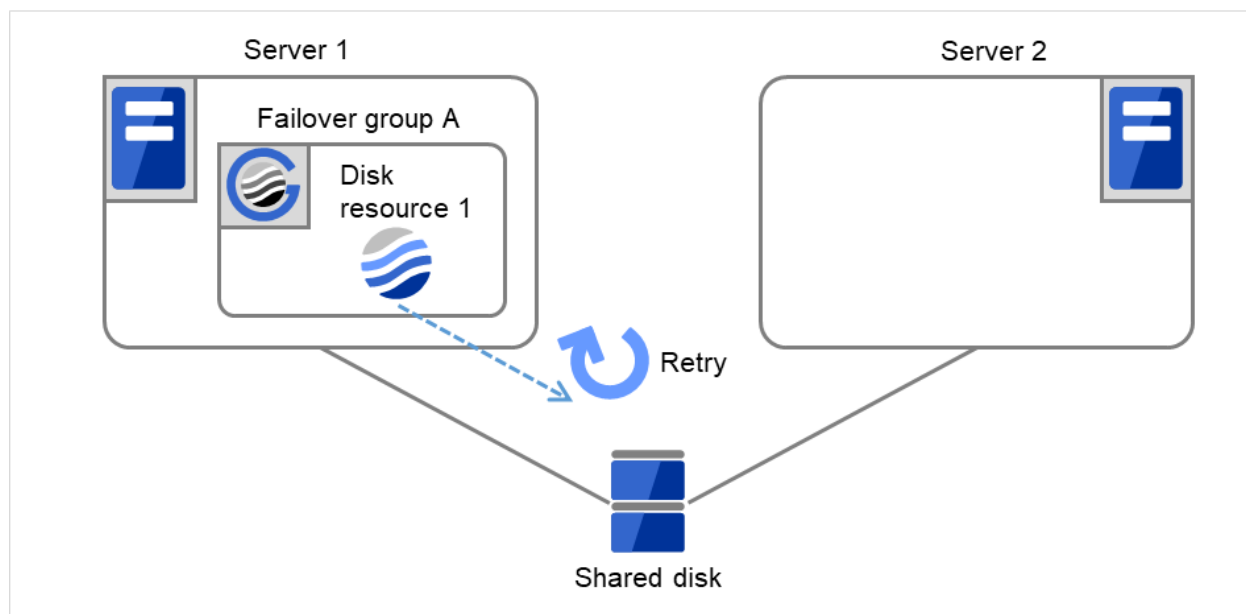 Server 1
Server 2
Failover group A
Disk
resource 1
Retry
Shared disk